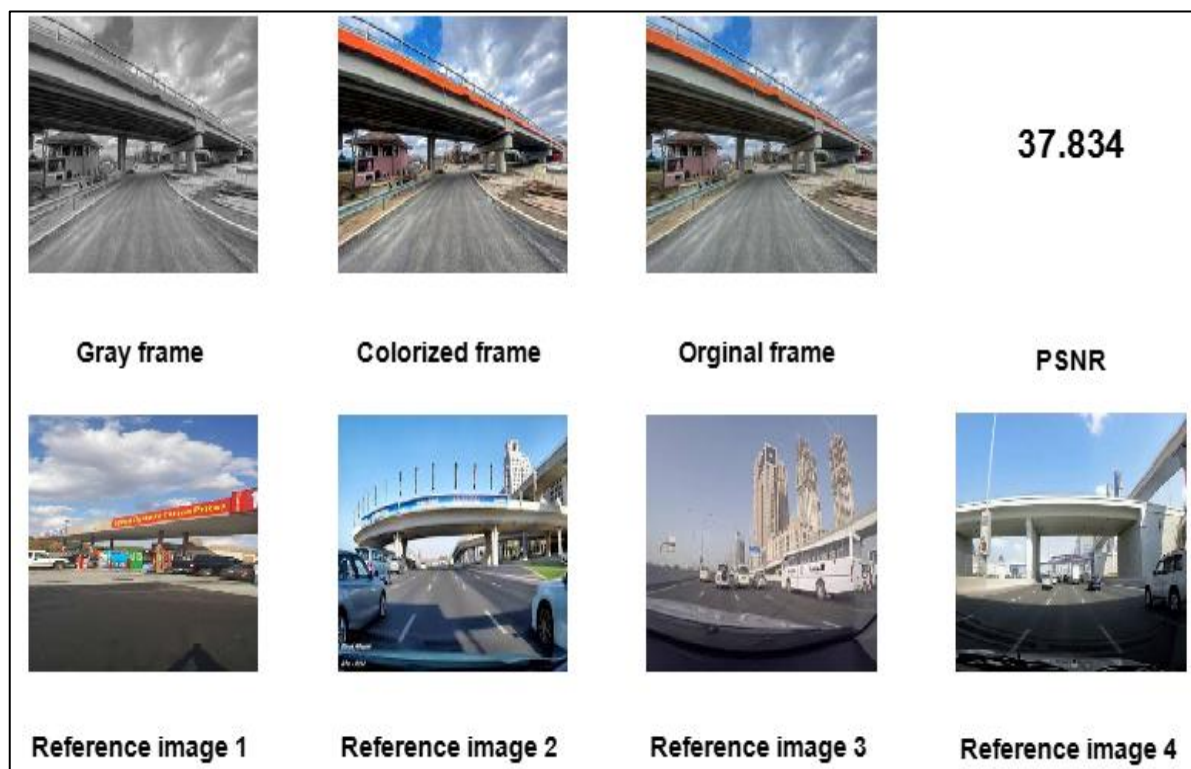 37.834
Gray frame
Colorized frame
Orginal frame
PSNR
Reference image 1
Reference image 2
Reference image 3
Reference image 4